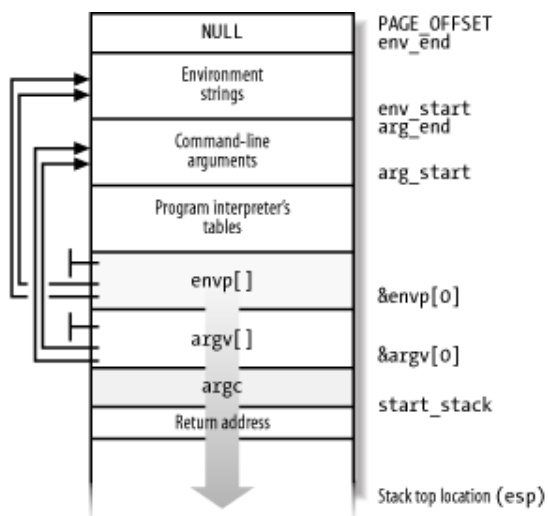 NULL
PAGE_OFFSET
env_end
Environment
strings
env_start
arg_end
Command-line
arguments
arg_start
Program interpreter's
tables
envp[]
&envp[0]
argv[]
&argv[0]
argc
start_stack
Return address
Stack top location (esp)